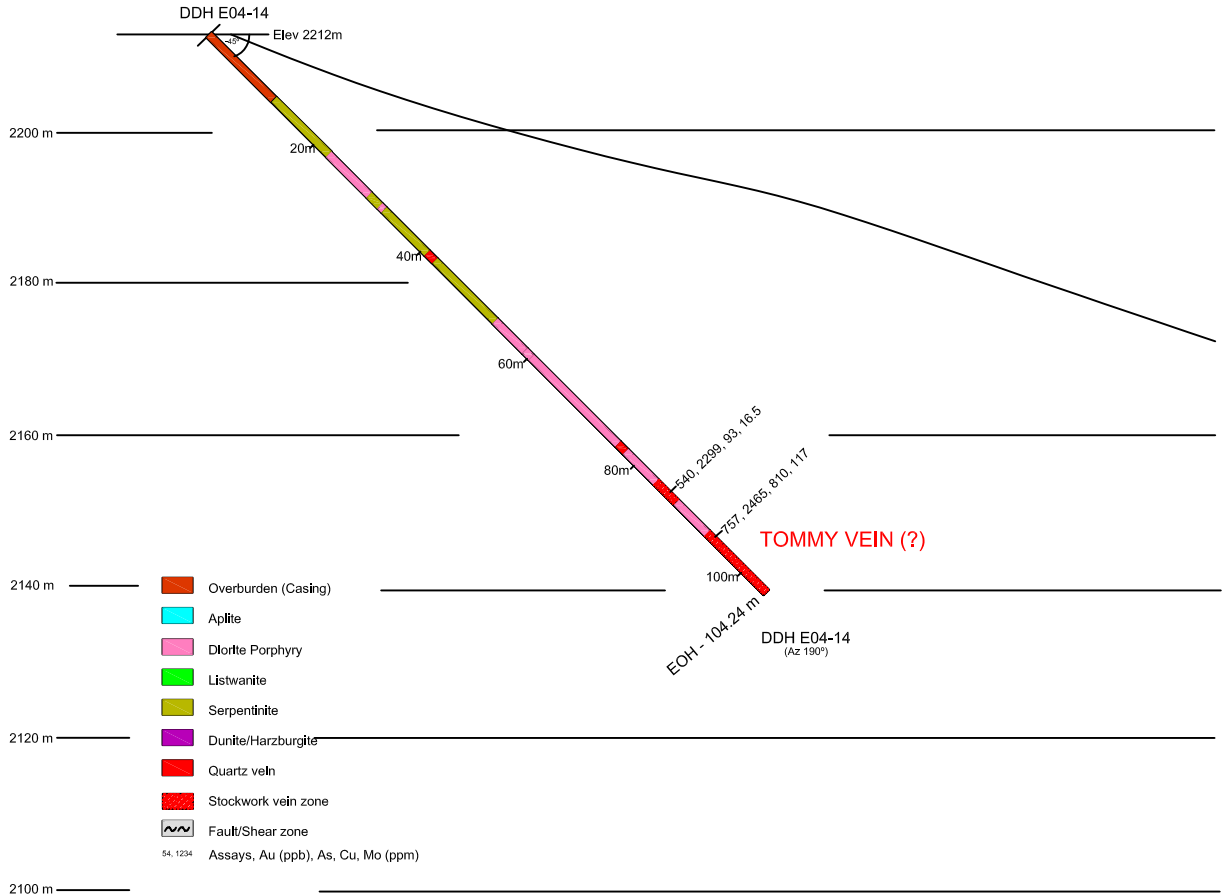 DDH E04-14
-45°
Elev 2212m
2200 m
20m
40m
2180 m
60m
2160 m
80m
540, 2299, 93, 16.5
757, 2465, 810, 117
TOMMY VEIN (?)
100m
2140 m
EOH - 104.24 m
DDH E04-14
(Az 190°)
Overburden (Casing)
Aplite
Diorite Porphyry
Listwanite
Serpentinite
2120 m
Dunite/Harzburgite
Quartz vein
Stockwork vein zone
Fault/Shear zone
54, 1234 Assays, Au (ppb), As, Cu, Mo (ppm)
2100 m